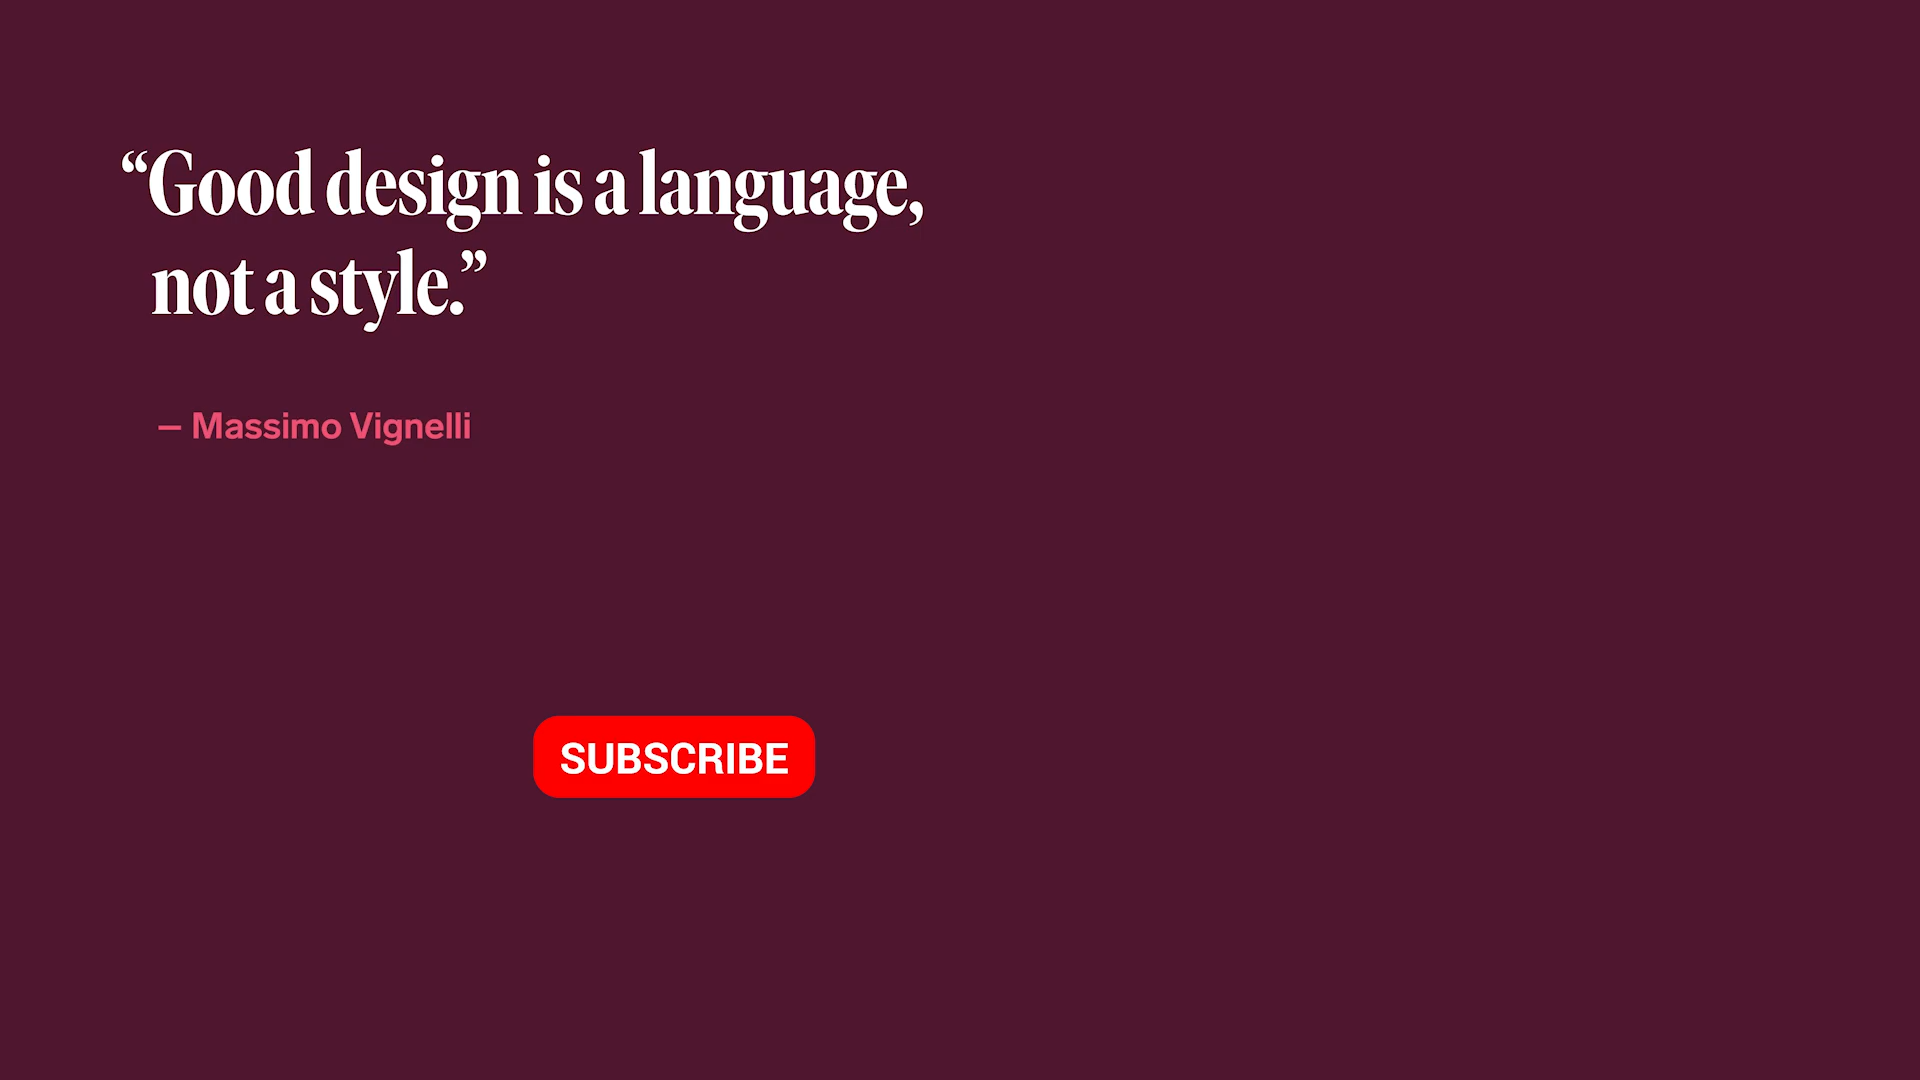 “Good design is a language,
not a style.”
– Massimo Vignelli
SUBSCRIBE